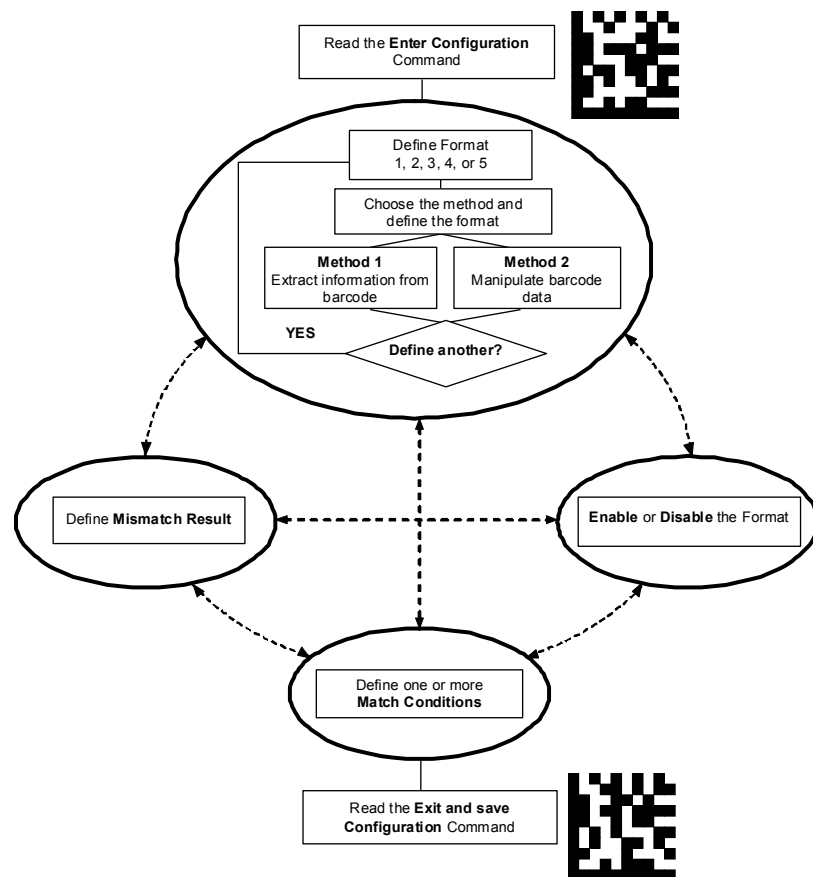 Read the Enter Configuration
Command
Define Format
1, 2, 3, 4, or 5
Choose the method and
define the format
Method 1
Extract information from
barcode
Method 2
Manipulate barcode
data
YES
Define another?
Define Mismatch Result
Enable or Disable the Format
Define one or more
Match Conditions
Read the Exit and save
Configuration Command